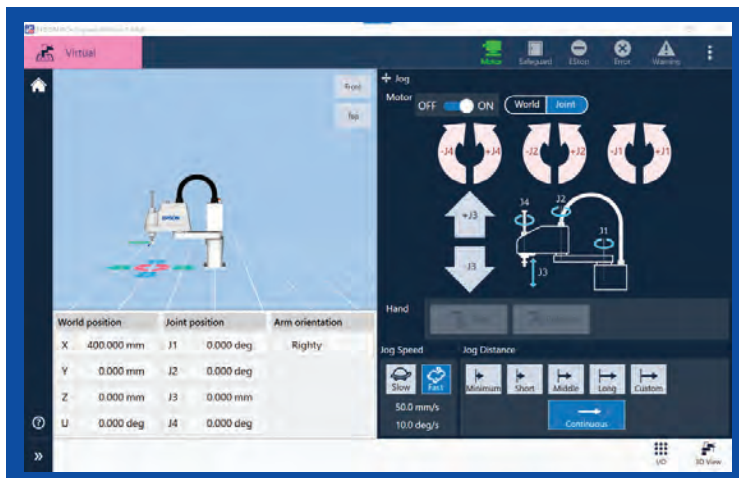 Virtual
Motor
Safeguard
EStop
Error
Warning
Front
Top
Jog
Motor OFF ON World Joint
-J4 +J4 -J2 +J2 -J1 +J1
+J3
-J3
J4 J2 J1 J3
EPSON
World position Joint position Arm orientation
X 400.000 mm J1 0.000 deg Righty
Y 0.000 mm J2 0.000 deg
Z 0.000 mm J3 0.000 mm
U 0.000 deg J4 0.000 deg
Hand
Jog Speed Jog Distance
Slow Fast Minimum Short Middle Long Custom
50.0 mm/s
10.0 deg/s
Continuous
I/O 3D View